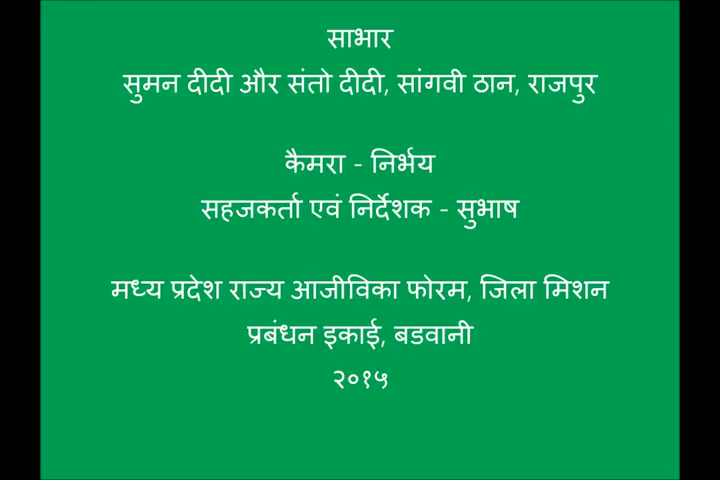 साभार
सुमन दीदी और संतो दीदी, सांगवी ठान, राजपुर
कैमरा - निर्भय
सहजकर्ता एवं निर्देशक - सुभाष
मध्य प्रदेश राज्य आजीविका फोरम, जिला मिशन
प्रबंधन इकाई, बडवानी
२०१५